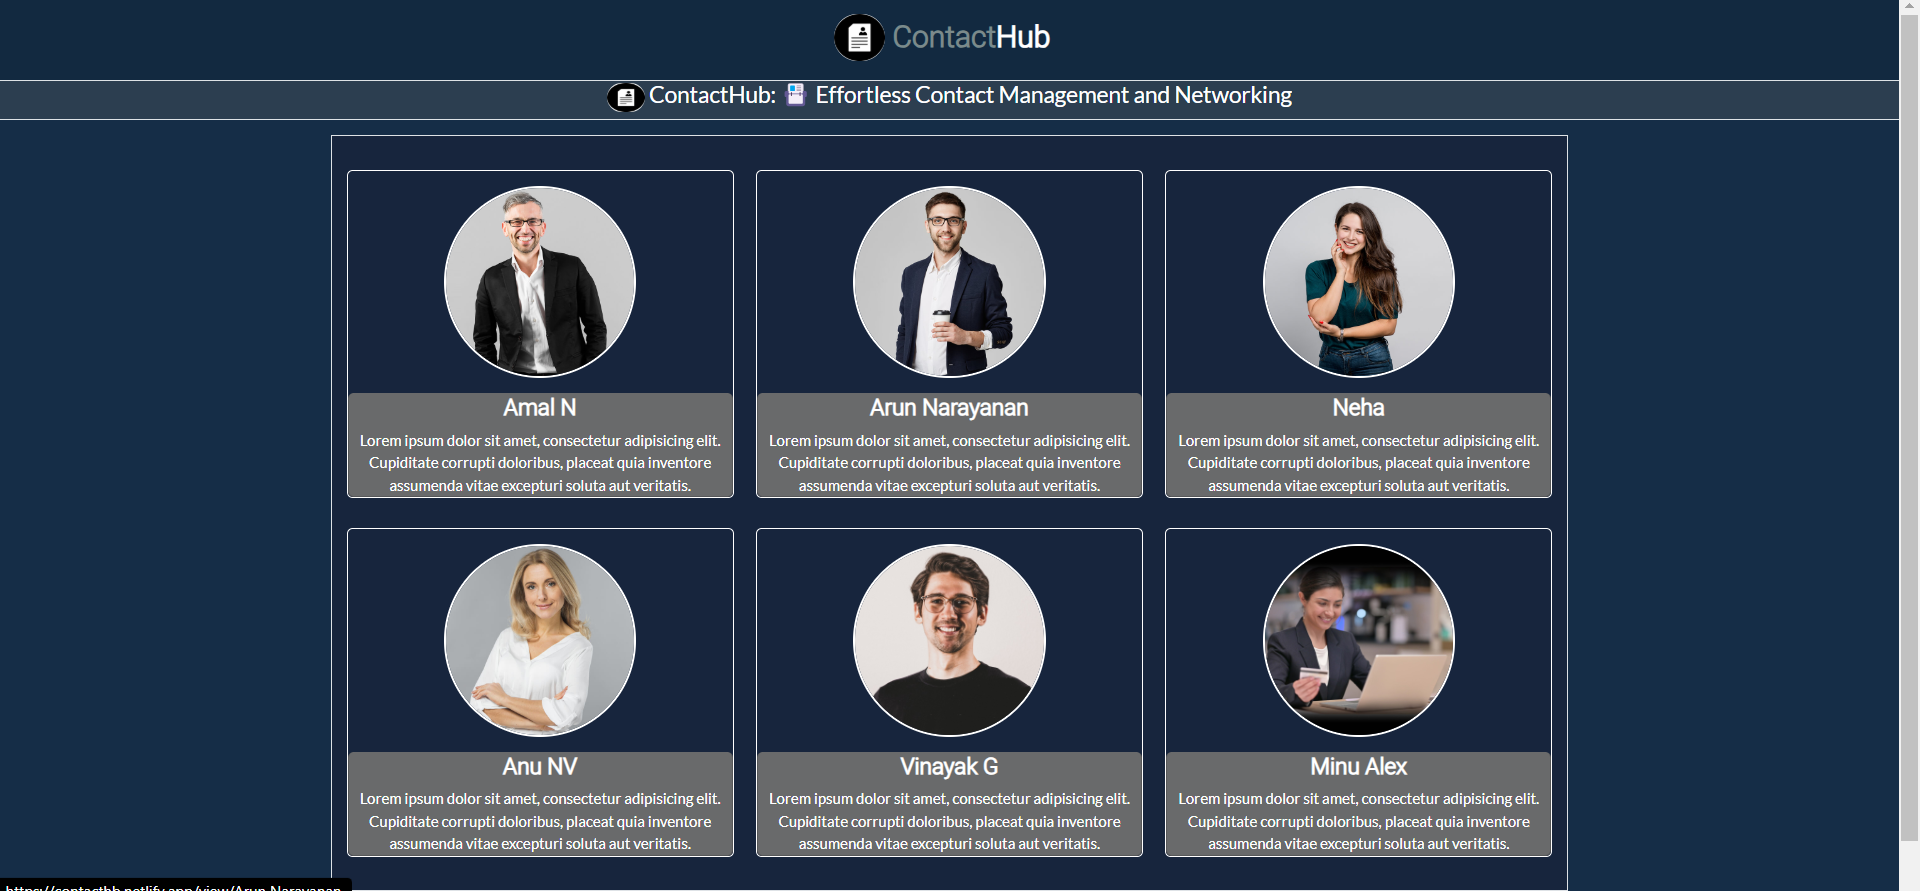 ContactHub
ContactHub: Effortless Contact Management and Networking
Amal N
Lorem ipsum dolor sit amet, consectetur adipisicing elit.
Cupiditate corrupti doloribus, placeat quia inventore
assumenda vitae excepturi soluta aut veritatis.
Arun Narayanan
Lorem ipsum dolor sit amet, consectetur adipisicing elit.
Cupiditate corrupti doloribus, placeat quia inventore
assumenda vitae excepturi soluta aut veritatis.
Neha
Lorem ipsum dolor sit amet, consectetur adipisicing elit.
Cupiditate corrupti doloribus, placeat quia inventore
assumenda vitae excepturi soluta aut veritatis.
Anu NV
Lorem ipsum dolor sit amet, consectetur adipisicing elit.
Cupiditate corrupti doloribus, placeat quia inventore
assumenda vitae excepturi soluta aut veritatis.
Vinayak G
Lorem ipsum dolor sit amet, consectetur adipisicing elit.
Cupiditate corrupti doloribus, placeat quia inventore
assumenda vitae excepturi soluta aut veritatis.
Minu Alex
Lorem ipsum dolor sit amet, consectetur adipisicing elit.
Cupiditate corrupti doloribus, placeat quia inventore
assumenda vitae excepturi soluta aut veritatis.
https://contacthb.netlify.app/view/Arun Narayanan